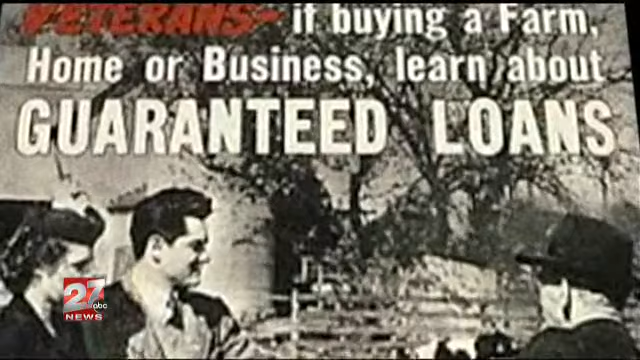 VETERANS- if buying a Farm,
Home or Business, learn about
GUARANTEED LOANS
27
abc
NEWS